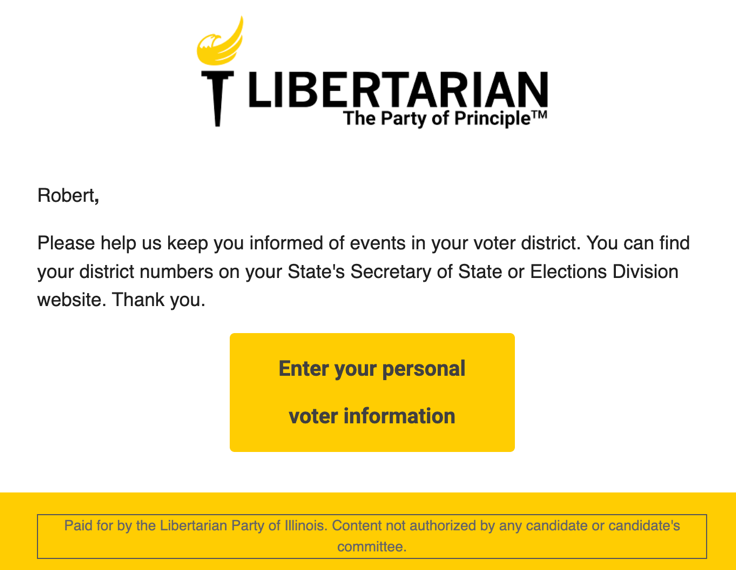 LIBERTARIAN
The Party of Principle™
Robert,
Please help us keep you informed of events in your voter district. You can find
your district numbers on your State's Secretary of State or Elections Division
website. Thank you.
Enter your personal
voter information
Paid for by the Libertarian Party of Illinois. Content not authorized by any candidate or candidate's
committee.